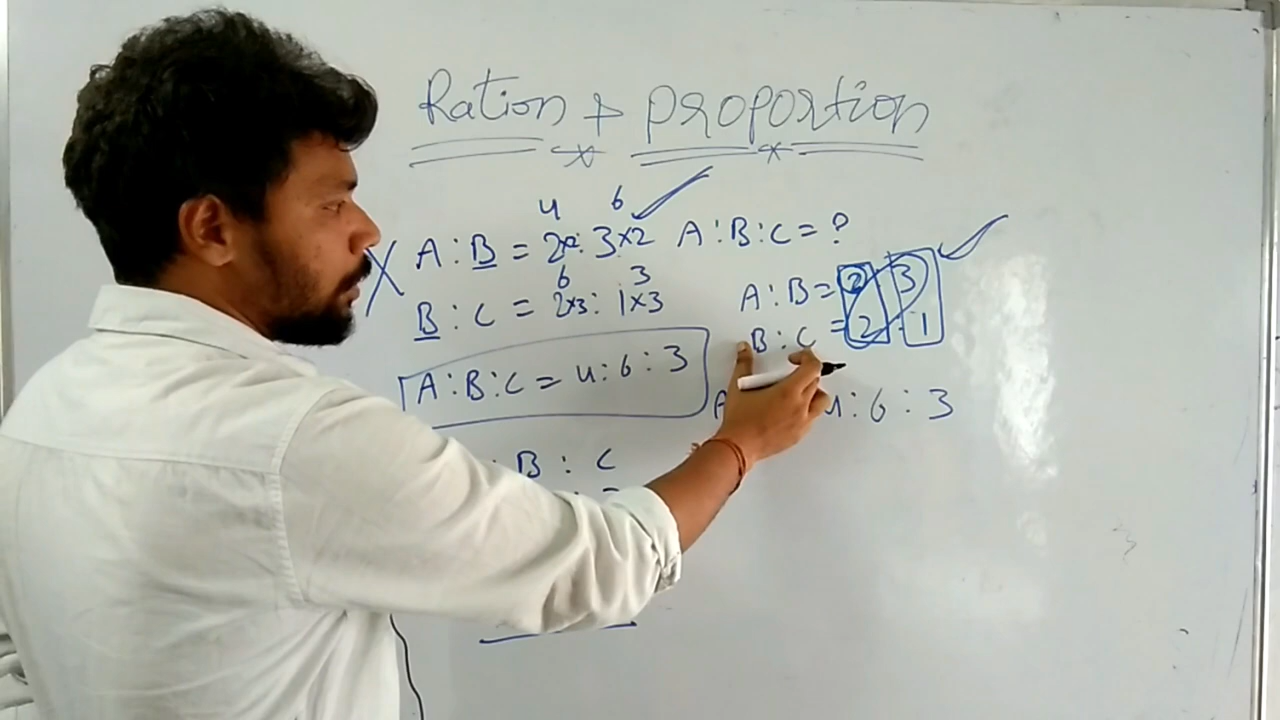 Ration & Proportion
4 6
A : B = 2×2 : 3×2 A : B : C = ?
6 3
B : C = 2×3 : 1×3
A : B = 2 3
B : C = 2 : 1
A : B : C = 4 : 6 : 3
A 4 : 6 : 3
: B : C